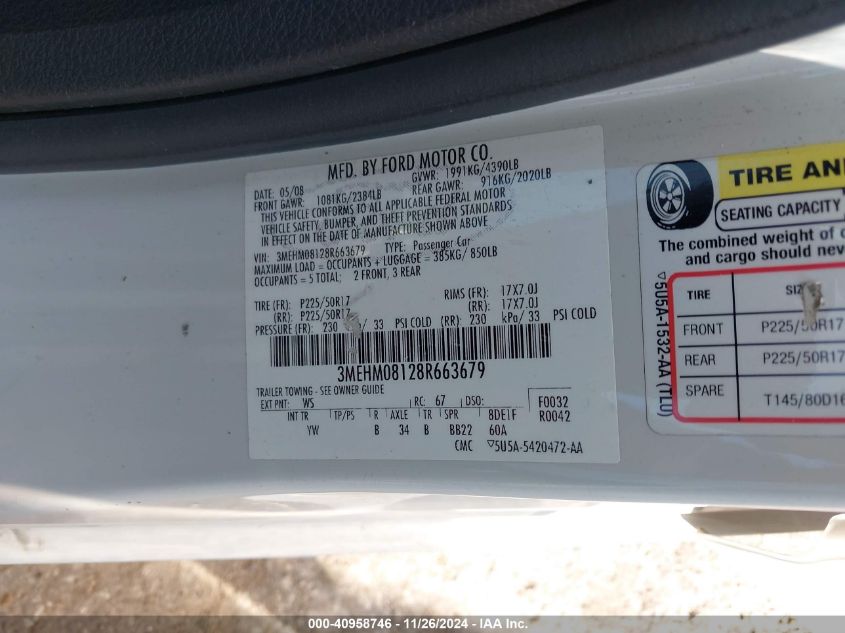 MFD. BY FORD MOTOR CO.
DATE: 05/08 GVWR: 1991KG/4390LB
FRONT GAWR: 1081KG/2384LB REAR GAWR: 916KG/2020LB
THIS VEHICLE CONFORMS TO ALL APPLICABLE FEDERAL MOTOR
VEHICLE SAFETY, BUMPER, AND THEFT PREVENTION STANDARDS
IN EFFECT ON THE DATE OF MANUFACTURE SHOWN ABOVE
VIN: 3MEHM08128R663679 TYPE: Passenger Car
MAXIMUM LOAD = OCCUPANTS + LUGGAGE = 385KG/ 850LB
OCCUPANTS = 5 TOTAL: 2 FRONT, 3 REAR
TIRE (FR): P225/50R17 RIMS (FR): 17X7.0J
(RR): P225/50R17 (RR): 17X7.0J
PRESSURE (FR): 230 / 33 PSI COLD (RR): 230 kPa/ 33 PSI COLD
3MEHM08128R663679
TRAILER TOWING - SEE OWNER GUIDE
EXT PNT: WS RC: 67 DSO: F0032
INT TR TP/PS R AXLE TR SPR 8DE1F R0042
YW B 34 B BB22 60A
CMC ▽5U5A-5420472-AA
TIRE AN
SEATING CAPACITY
The combined weight of
and cargo should nev
▽5U5A-1532-AA (TL0)
TIRE
FRONT P225/50R17
REAR P225/50R17
SPARE T145/80D16
000-40958746 - 11/26/2024 - IAA Inc.